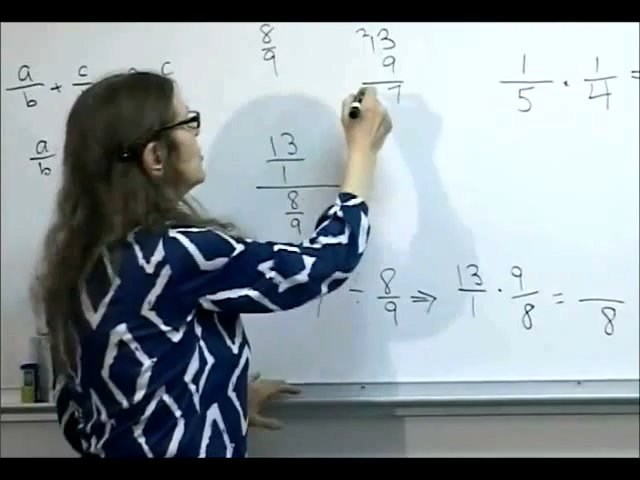 8/9
²13
9
7
a/b + c
c
1/5 · 1/4 =
a/b
13/1
8/9
÷ 8/9 ⇒ 13/1 · 9/8 = /8